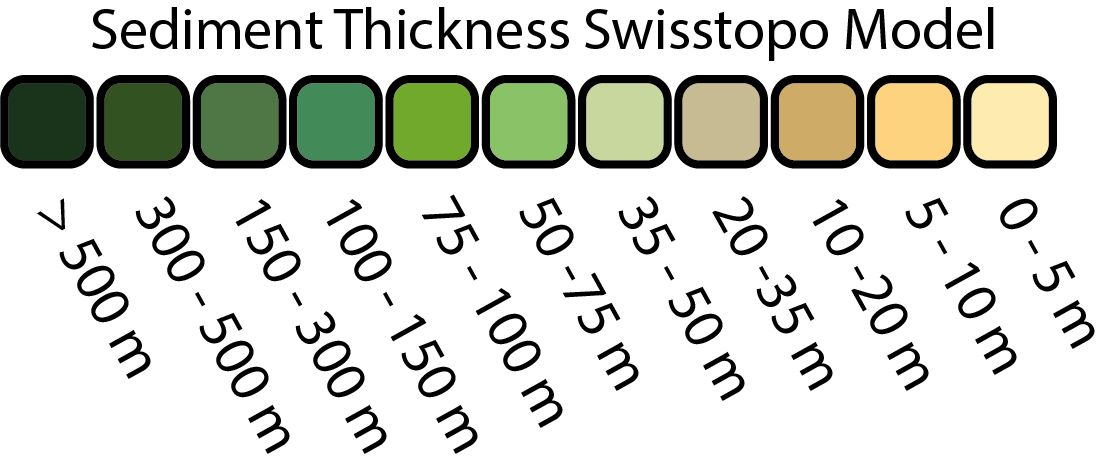 Sediment Thickness Swisstopo Model
> 500 m
300 - 500 m
150 - 300 m
100 - 150 m
75 - 100 m
50 -75 m
35 - 50 m
20 -35 m
10 -20 m
5 - 10 m
0 - 5 m